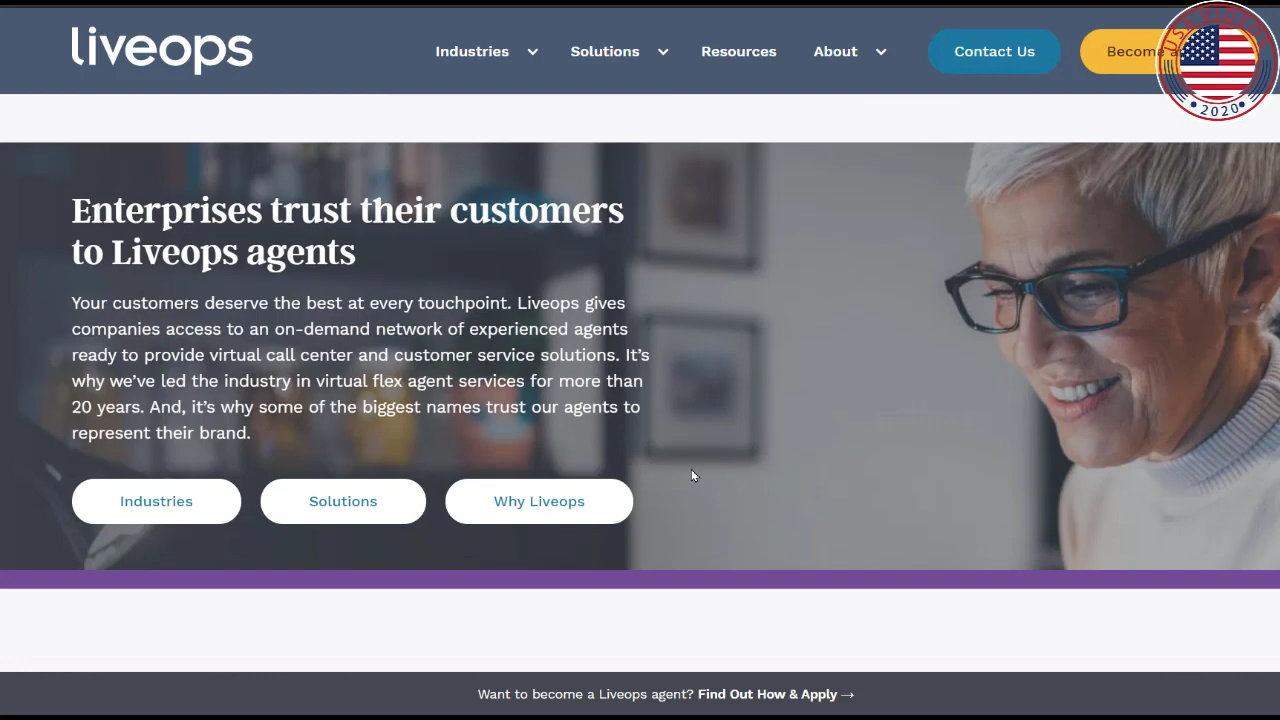 liveops
Industries
Solutions
Resources
About
Contact Us
Become a
USA VIDEOS
2020
Enterprises trust their customers
to Liveops agents
Your customers deserve the best at every touchpoint. Liveops gives
companies access to an on-demand network of experienced agents
ready to provide virtual call center and customer service solutions. It’s
why we’ve led the industry in virtual flex agent services for more than
20 years. And, it’s why some of the biggest names trust our agents to
represent their brand.
Industries
Solutions
Why Liveops
Want to become a Liveops agent? Find Out How & Apply →